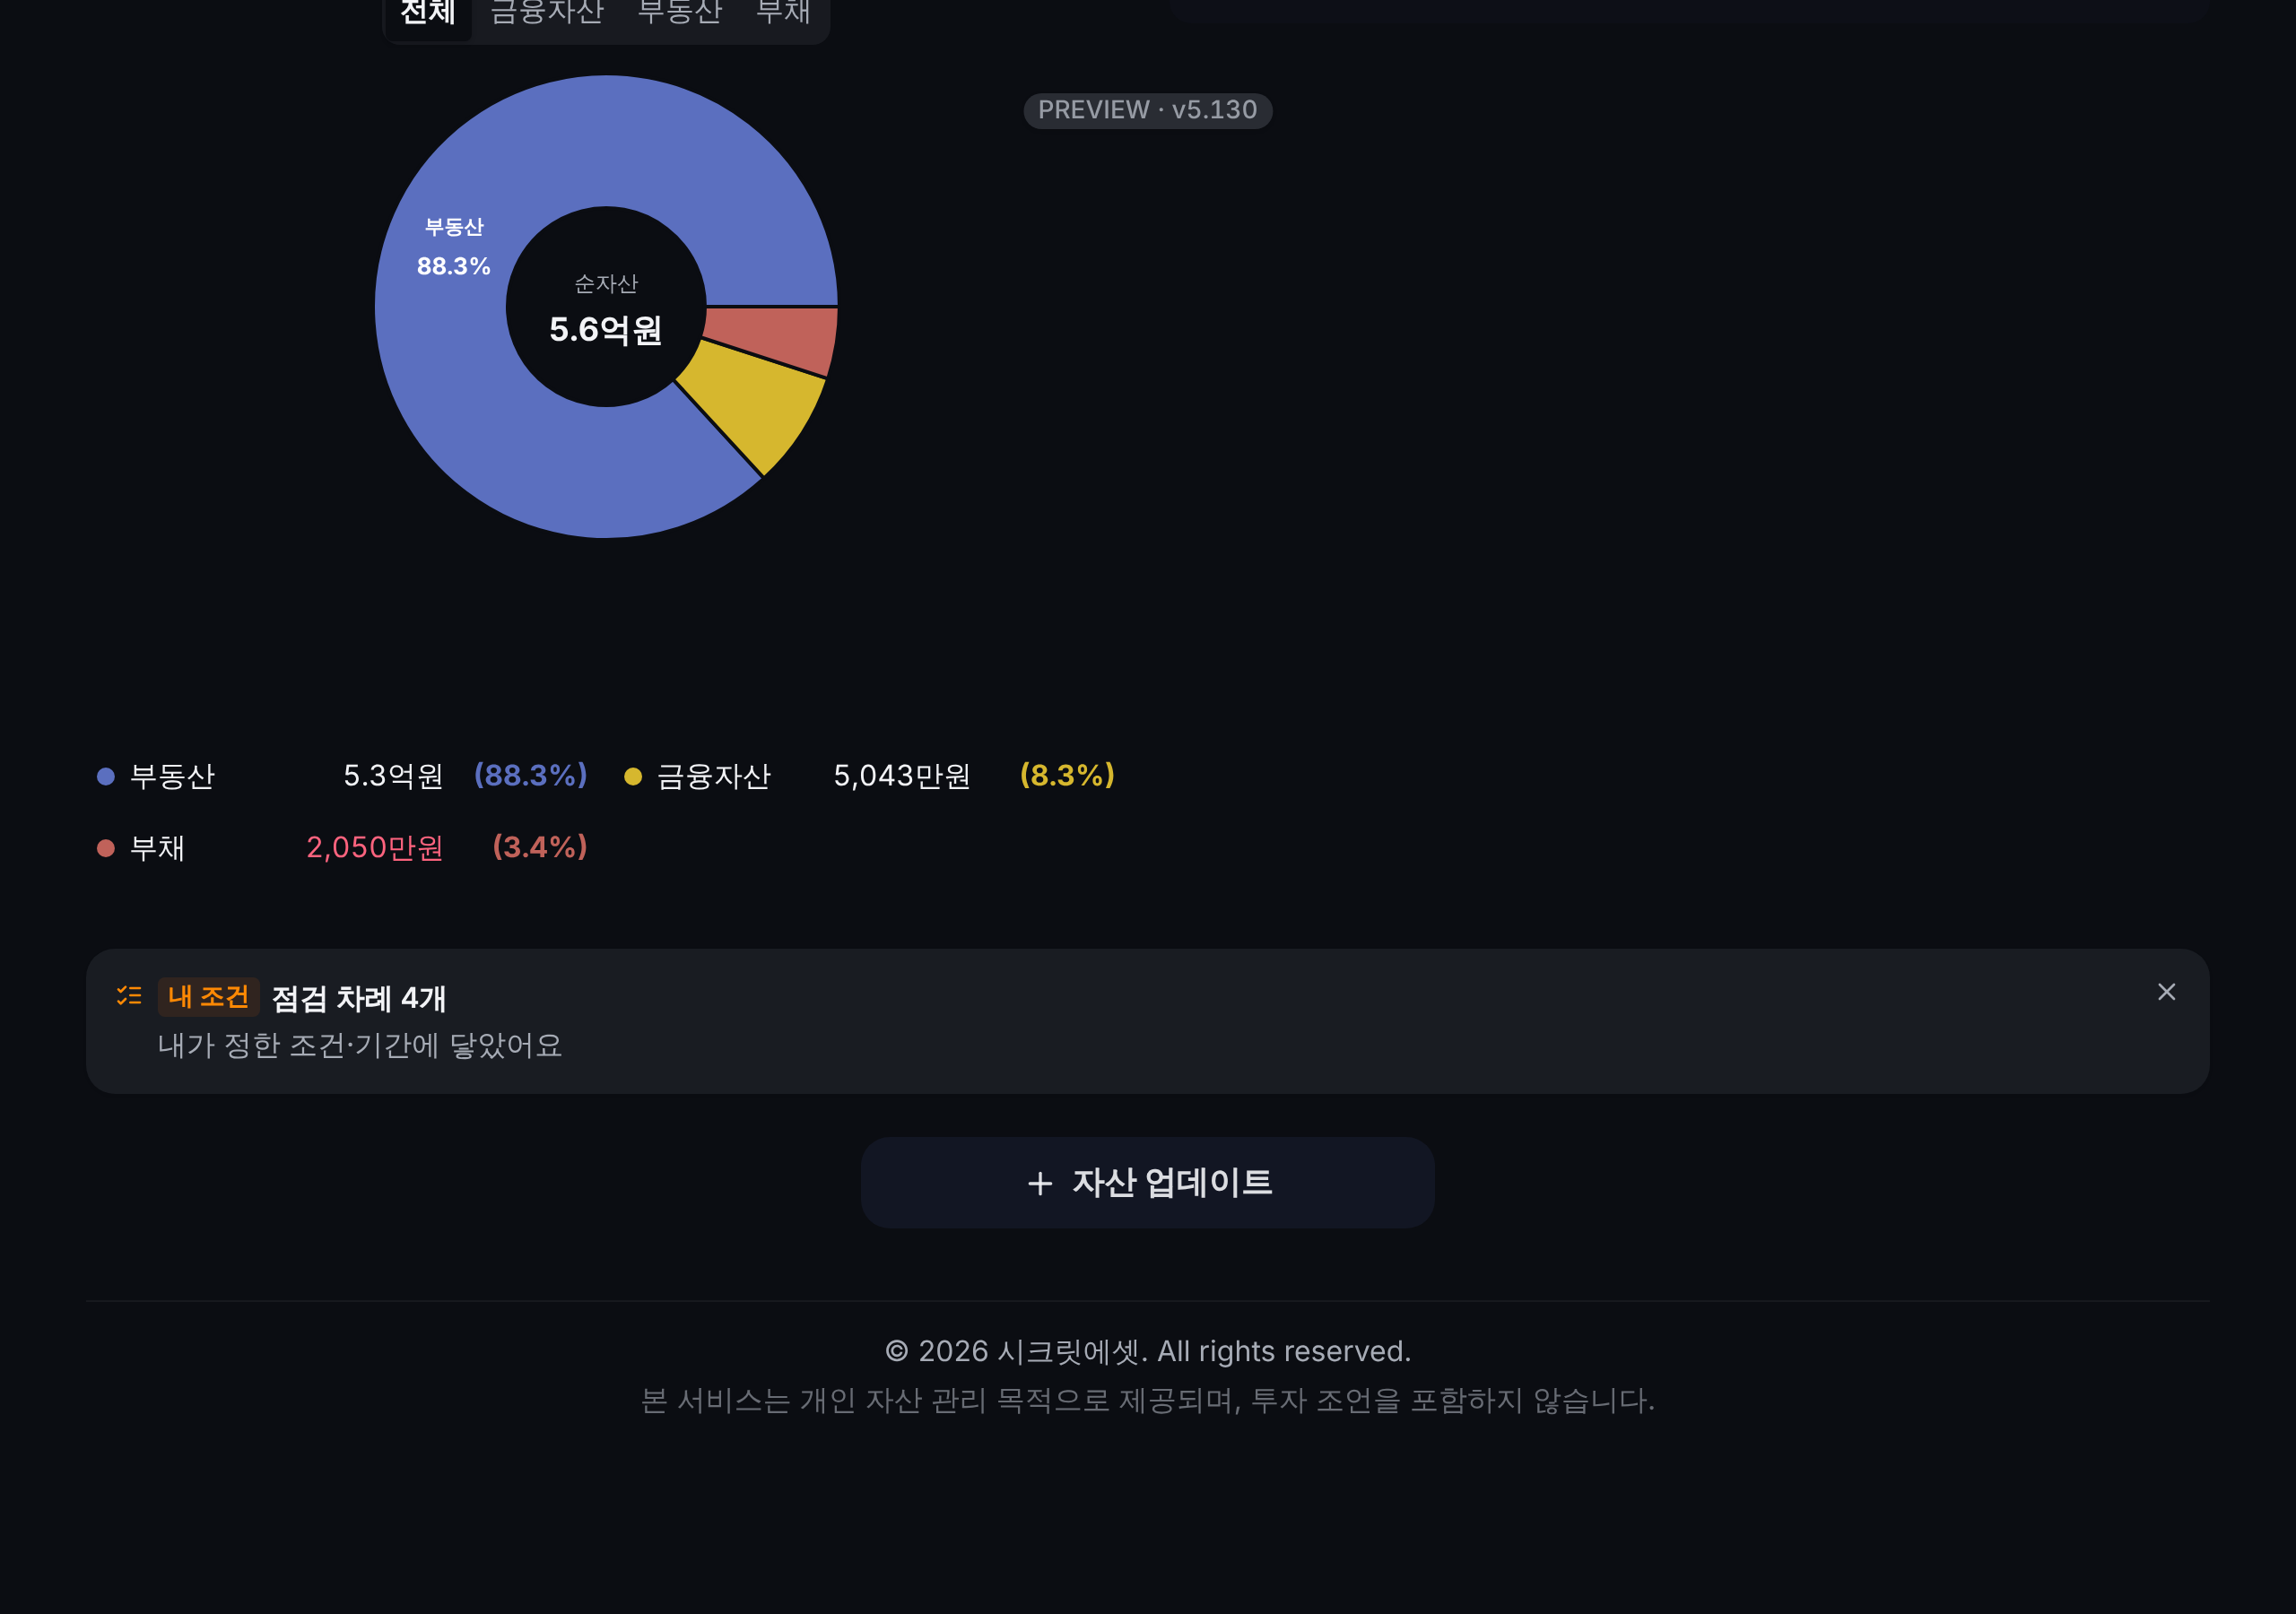 전체 금융자산 부동산 부채
PREVIEW · v5.130
부동산
88.3%
순자산
5.6억원
부동산 5.3억원 (88.3%) 금융자산 5,043만원 (8.3%)
부채 2,050만원 (3.4%)
내 조건 점검 차례 4개
내가 정한 조건·기간에 닿았어요
+ 자산 업데이트
© 2026 시크릿에셋. All rights reserved.
본 서비스는 개인 자산 관리 목적으로 제공되며, 투자 조언을 포함하지 않습니다.